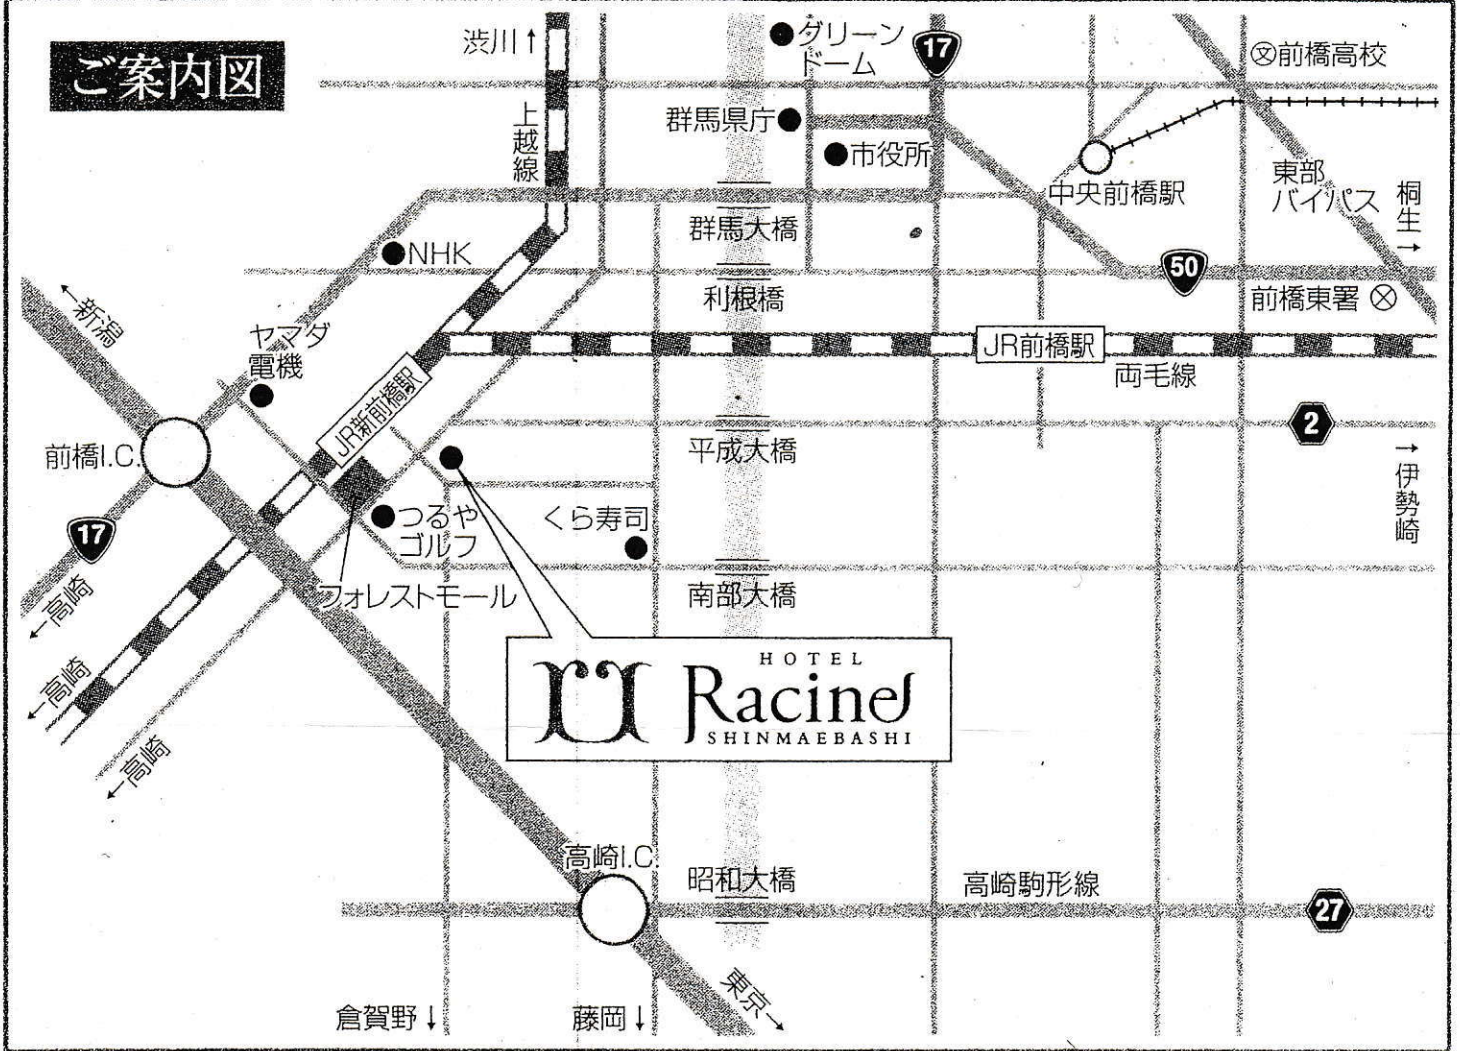 ご案内図
渋川↑
上越線
グリーン
ドーム
17
㊫前橋高校
群馬県庁
市役所
中央前橋駅
東部
バイパス
桐生→
群馬大橋
NHK
50
利根橋
前橋東署
←新潟
ヤマダ
電機
JR前橋駅
両毛線
JR新前橋駅
2
前橋I.C.
平成大橋
→伊勢崎
17
つるや
ゴルフ
くら寿司
←高崎
フォレストモール
南部大橋
←高崎
HOTEL
Racines
SHINMAEBASHI
←高崎
高崎I.C.
昭和大橋
高崎駒形線
27
倉賀野↓
藤岡↓
東京→